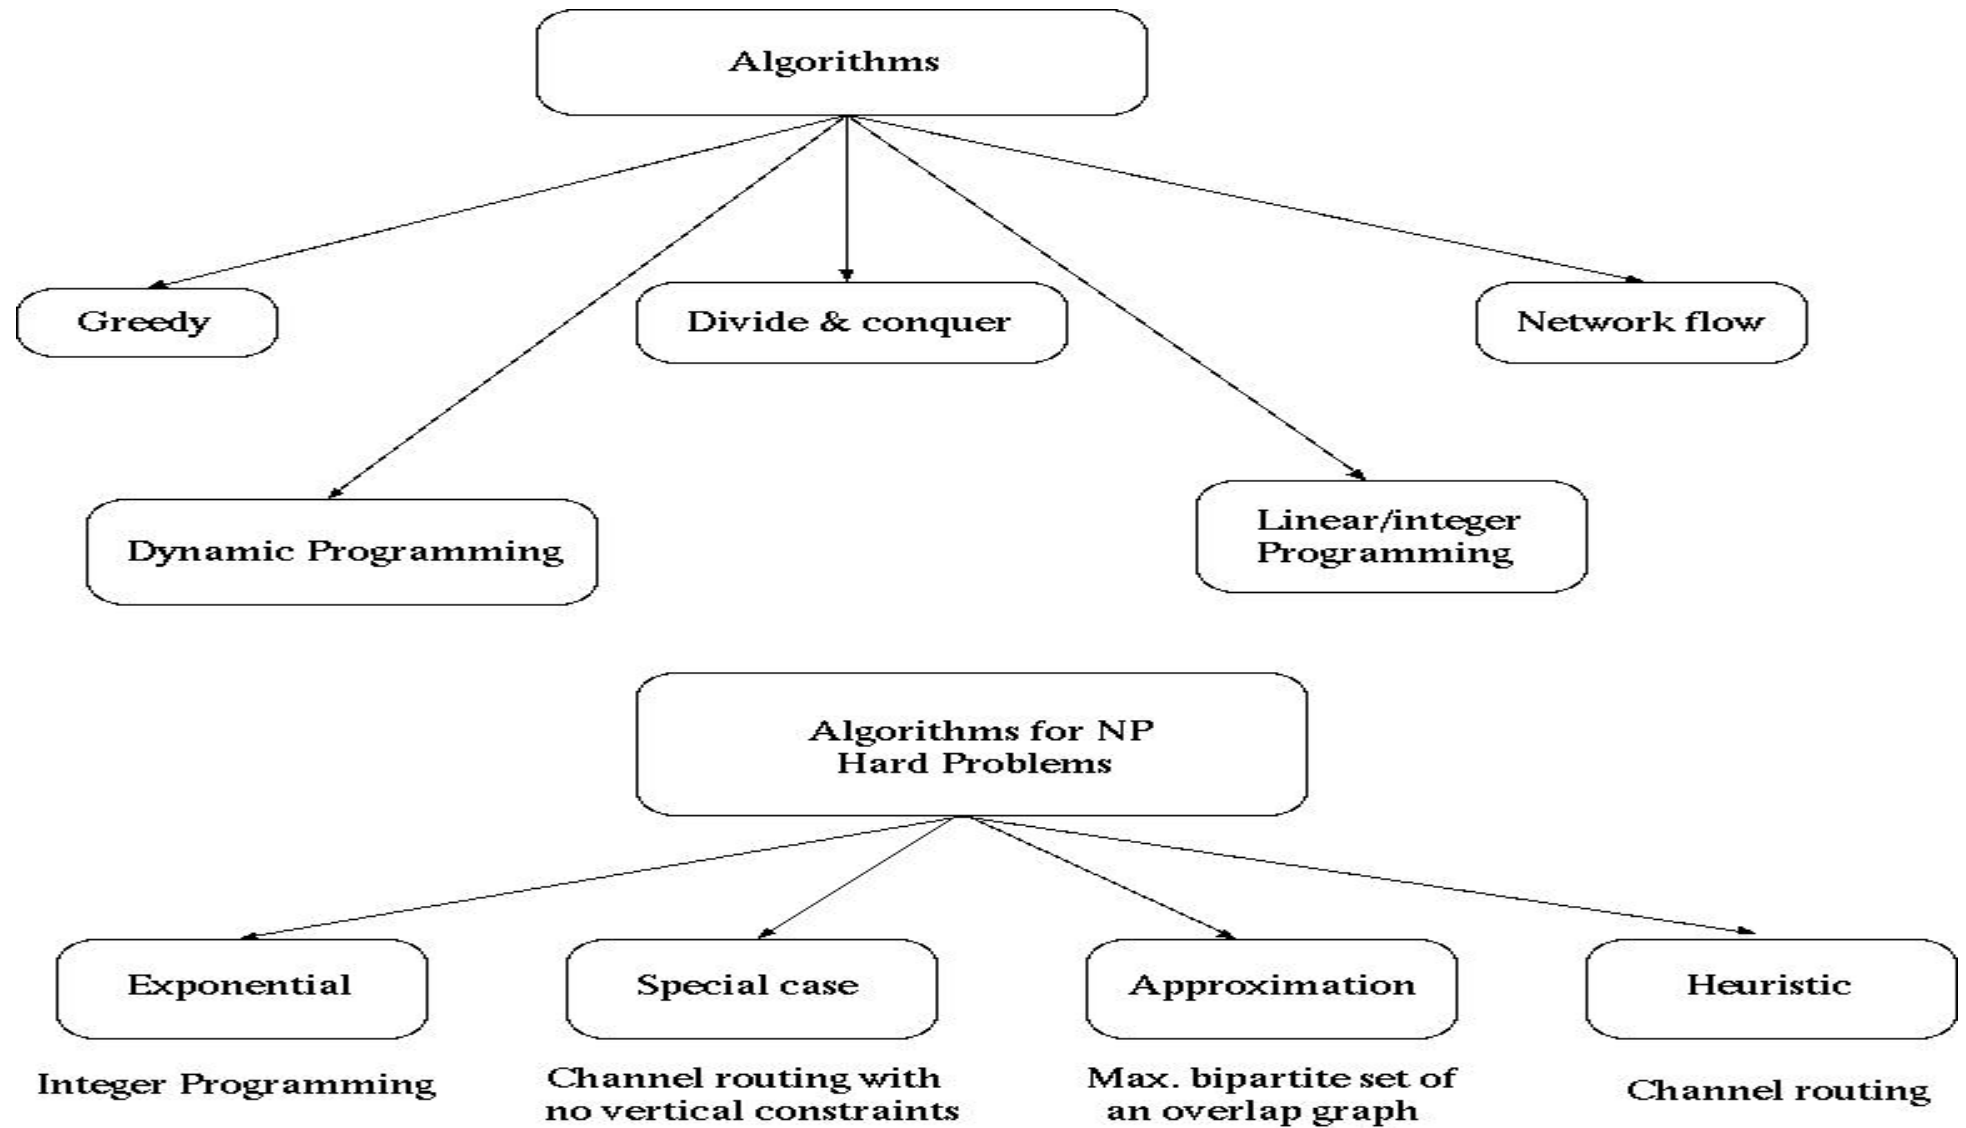 Algorithms
Greedy
Divide & conquer
Network flow
Dynamic Programming
Linear/integer
Programming
Algorithms for NP
Hard Problems
Exponential
Special case
Approximation
Heuristic
Integer Programming
Channel routing with
no vertical constraints
Max. bipartite set of
an overlap graph
Channel routing